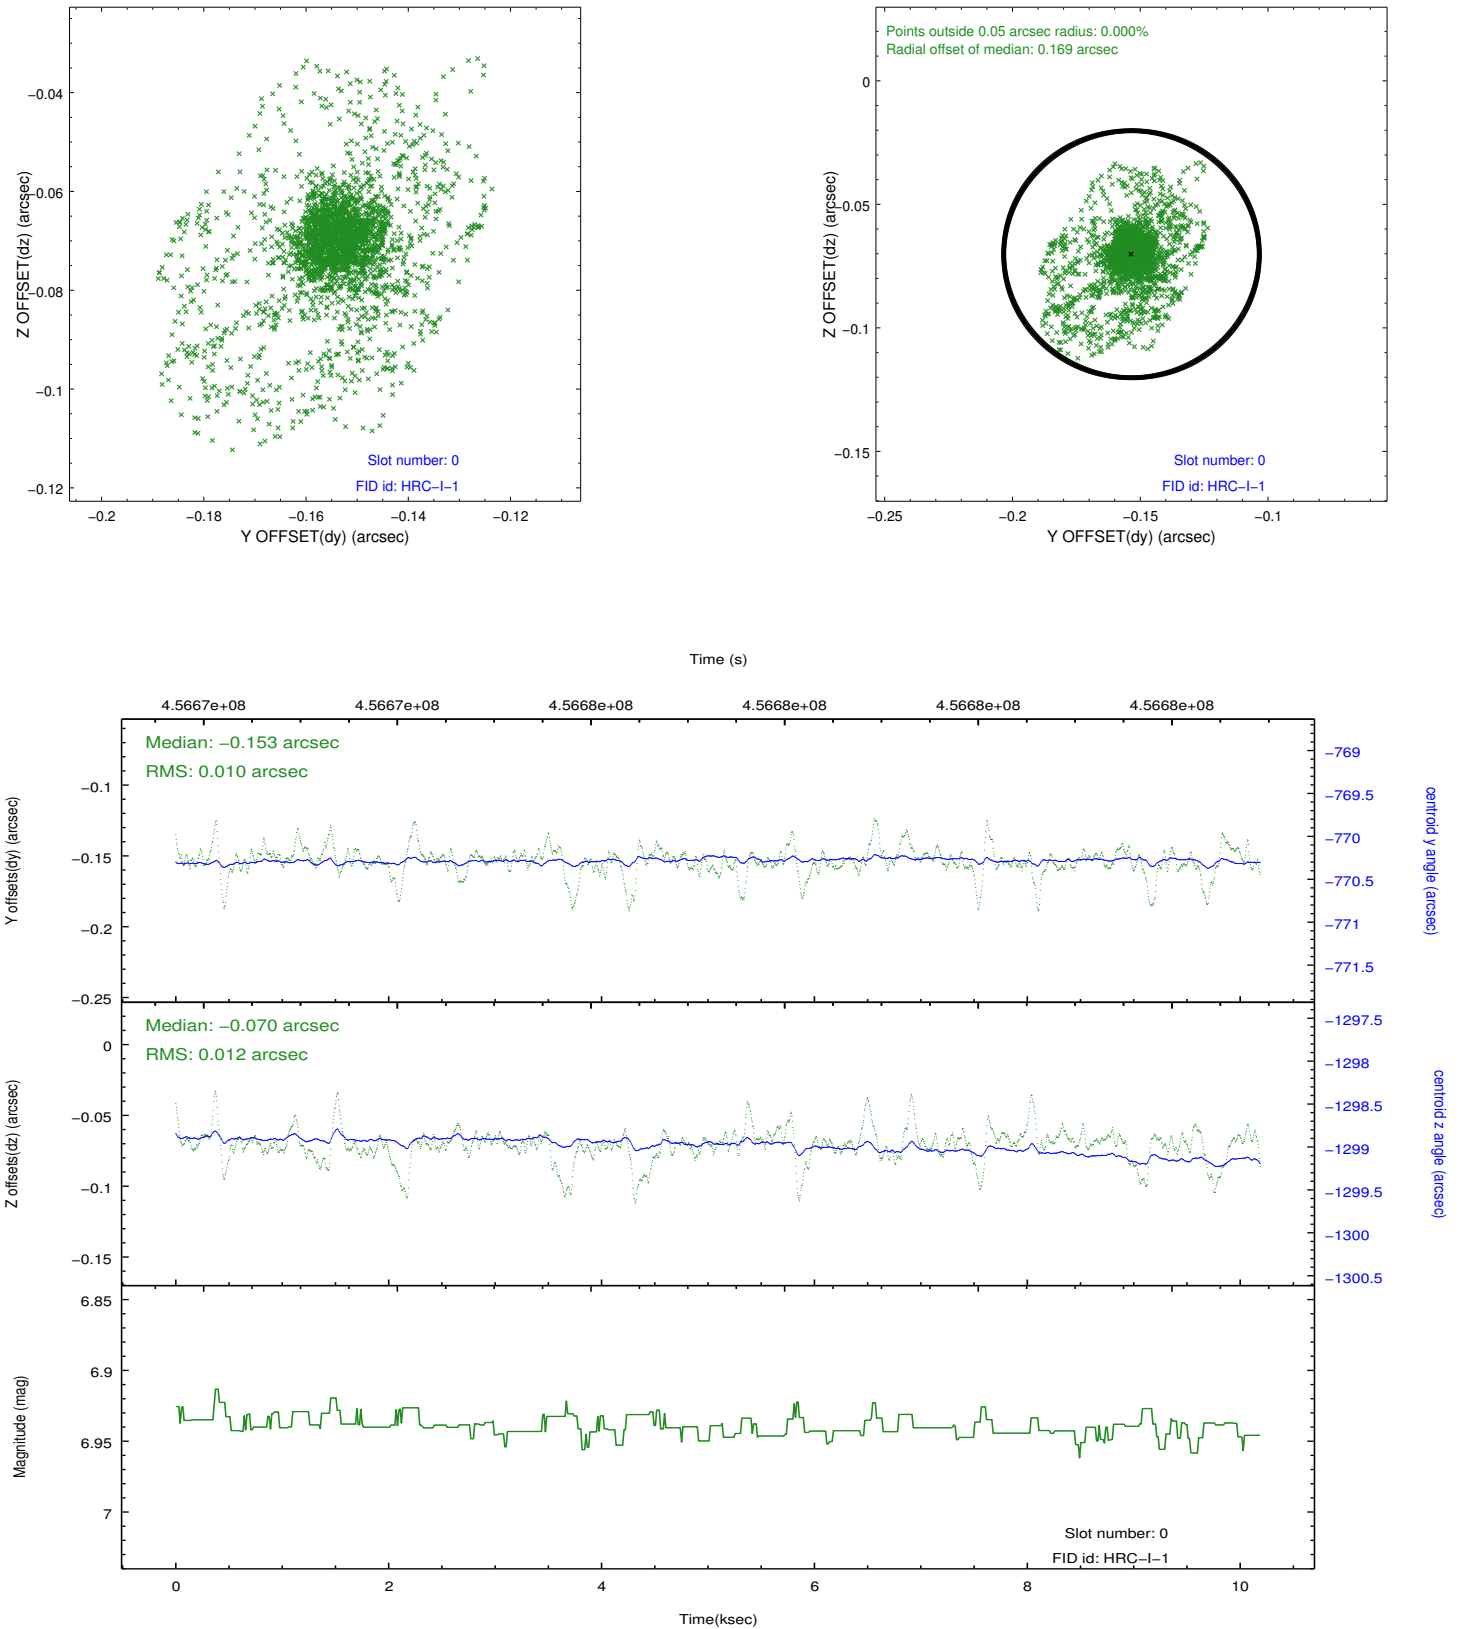 −0.04
−0.06
−0.08
−0.1
−0.12
Z OFFSET(dz) (arcsec)
Slot number: 0
FID id: HRC−I−1
−0.2 −0.18 −0.16 −0.14 −0.12
Y OFFSET(dy) (arcsec)
Points outside 0.05 arcsec radius: 0.000%
Radial offset of median: 0.169 arcsec
0
−0.05
−0.1
−0.15
Z OFFSET(dz) (arcsec)
Slot number: 0
FID id: HRC−I−1
−0.25 −0.2 −0.15 −0.1
Y OFFSET(dy) (arcsec)
Time (s)
4.5667e+08 4.5667e+08 4.5668e+08 4.5668e+08 4.5668e+08 4.5668e+08
Median: −0.153 arcsec
RMS: 0.010 arcsec
−0.1
−0.15
−0.2
−0.25
Y offsets(dy) (arcsec)
−769
−769.5
−770
−770.5
−771
−771.5
centroid y angle (arcsec)
Median: −0.070 arcsec
RMS: 0.012 arcsec
0
−0.05
−0.1
−0.15
Z offsets(dz) (arcsec)
−1297.5
−1298
−1298.5
−1299
−1299.5
−1300
−1300.5
centroid z angle (arcsec)
6.85
6.9
6.95
7
Magnitude (mag)
Slot number: 0
FID id: HRC−I−1
0 2 4 6 8 10
Time(ksec)